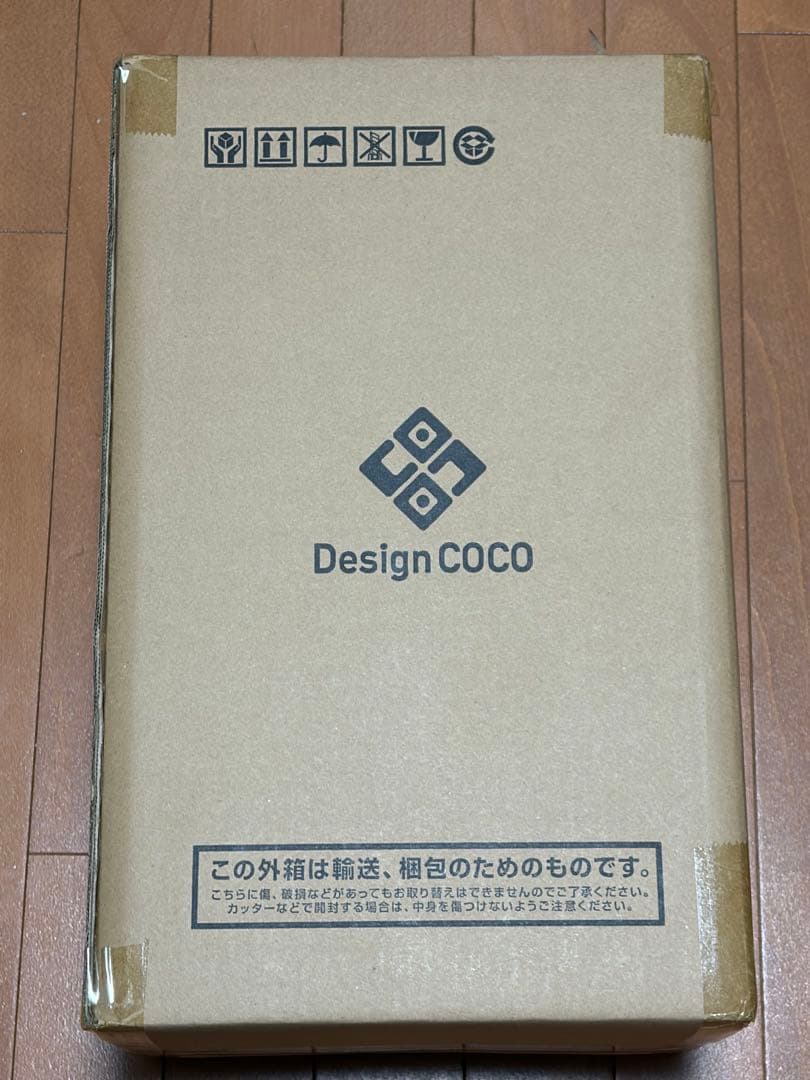 Design COCO
この外箱は輸送、梱包のためのものです。
こちらに傷、破損などがあってもお取り替えはできませんのでご了承ください。
カッターなどで開封する場合は、中身を傷つけないようご注意ください。